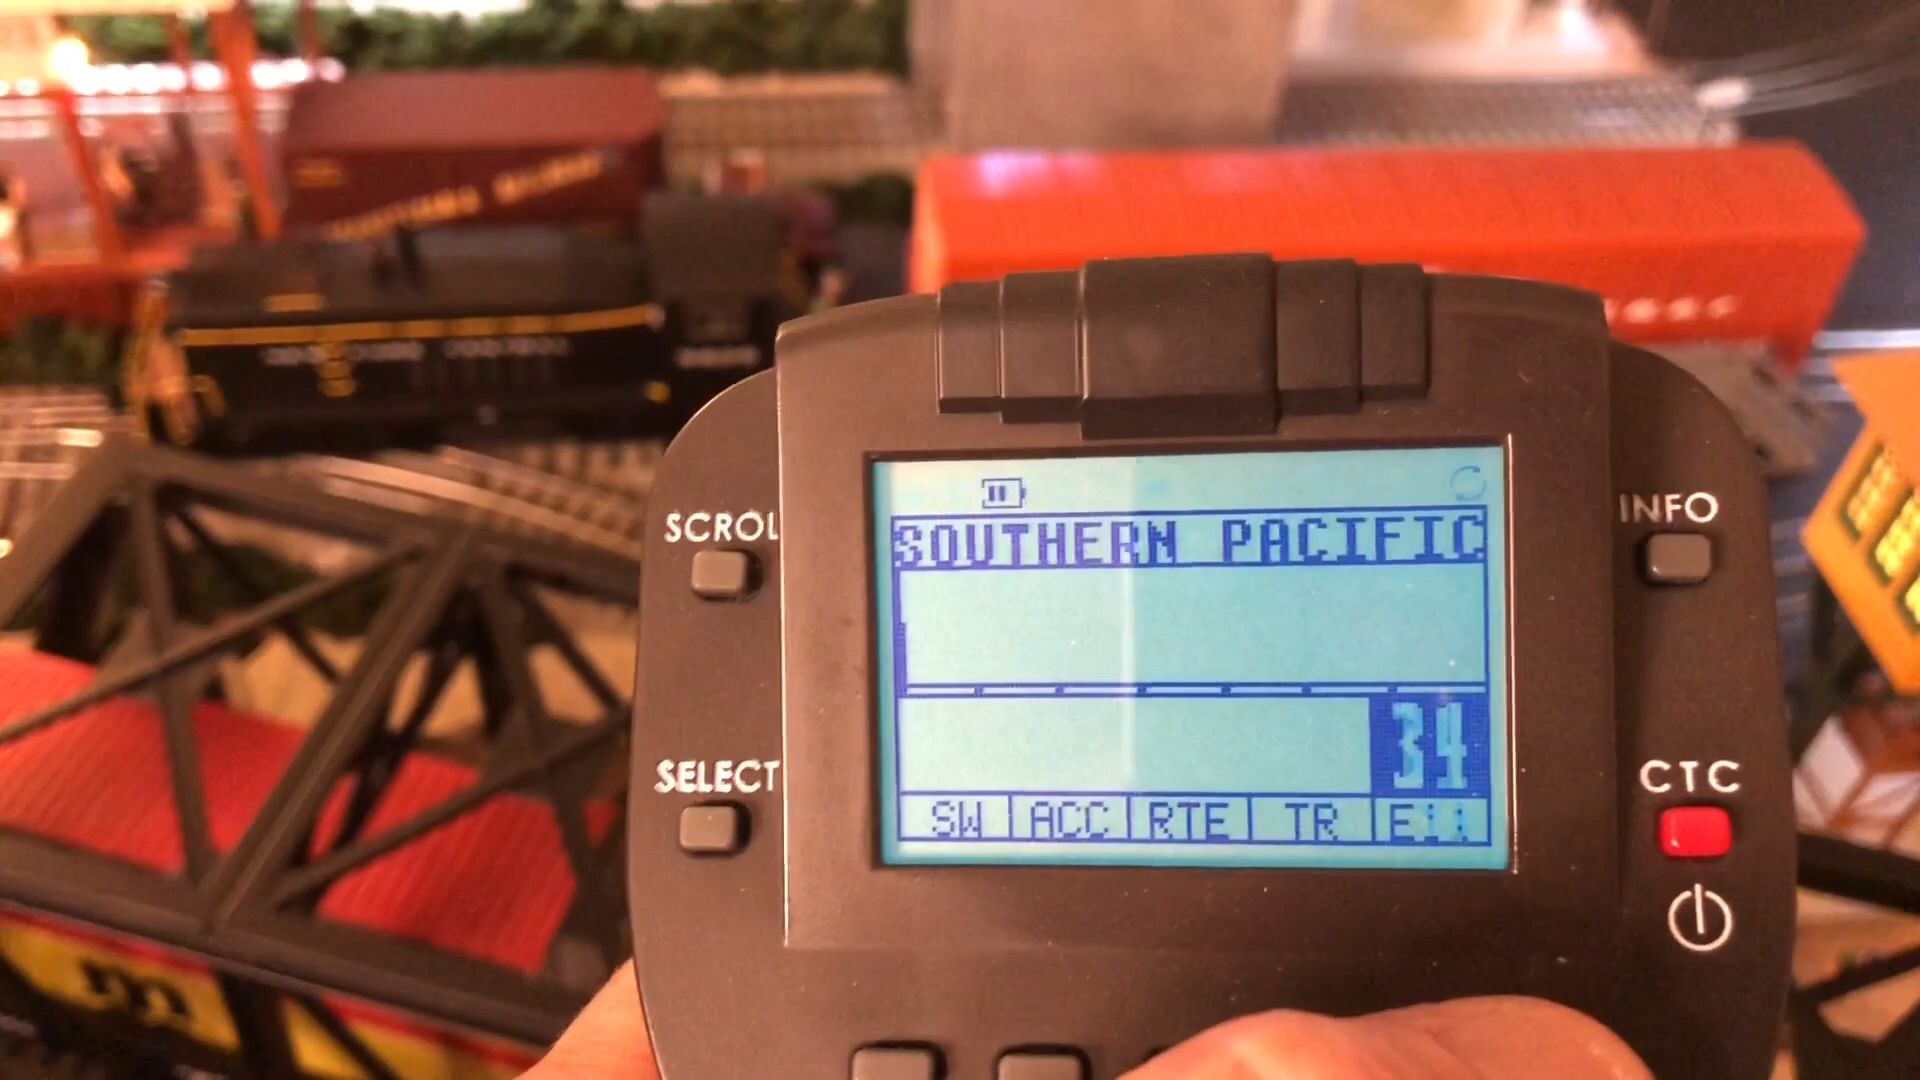 SCROL
INFO
SOUTHERN PACIFIC
34
SELECT
CTC
SW ACC RTE TR
m